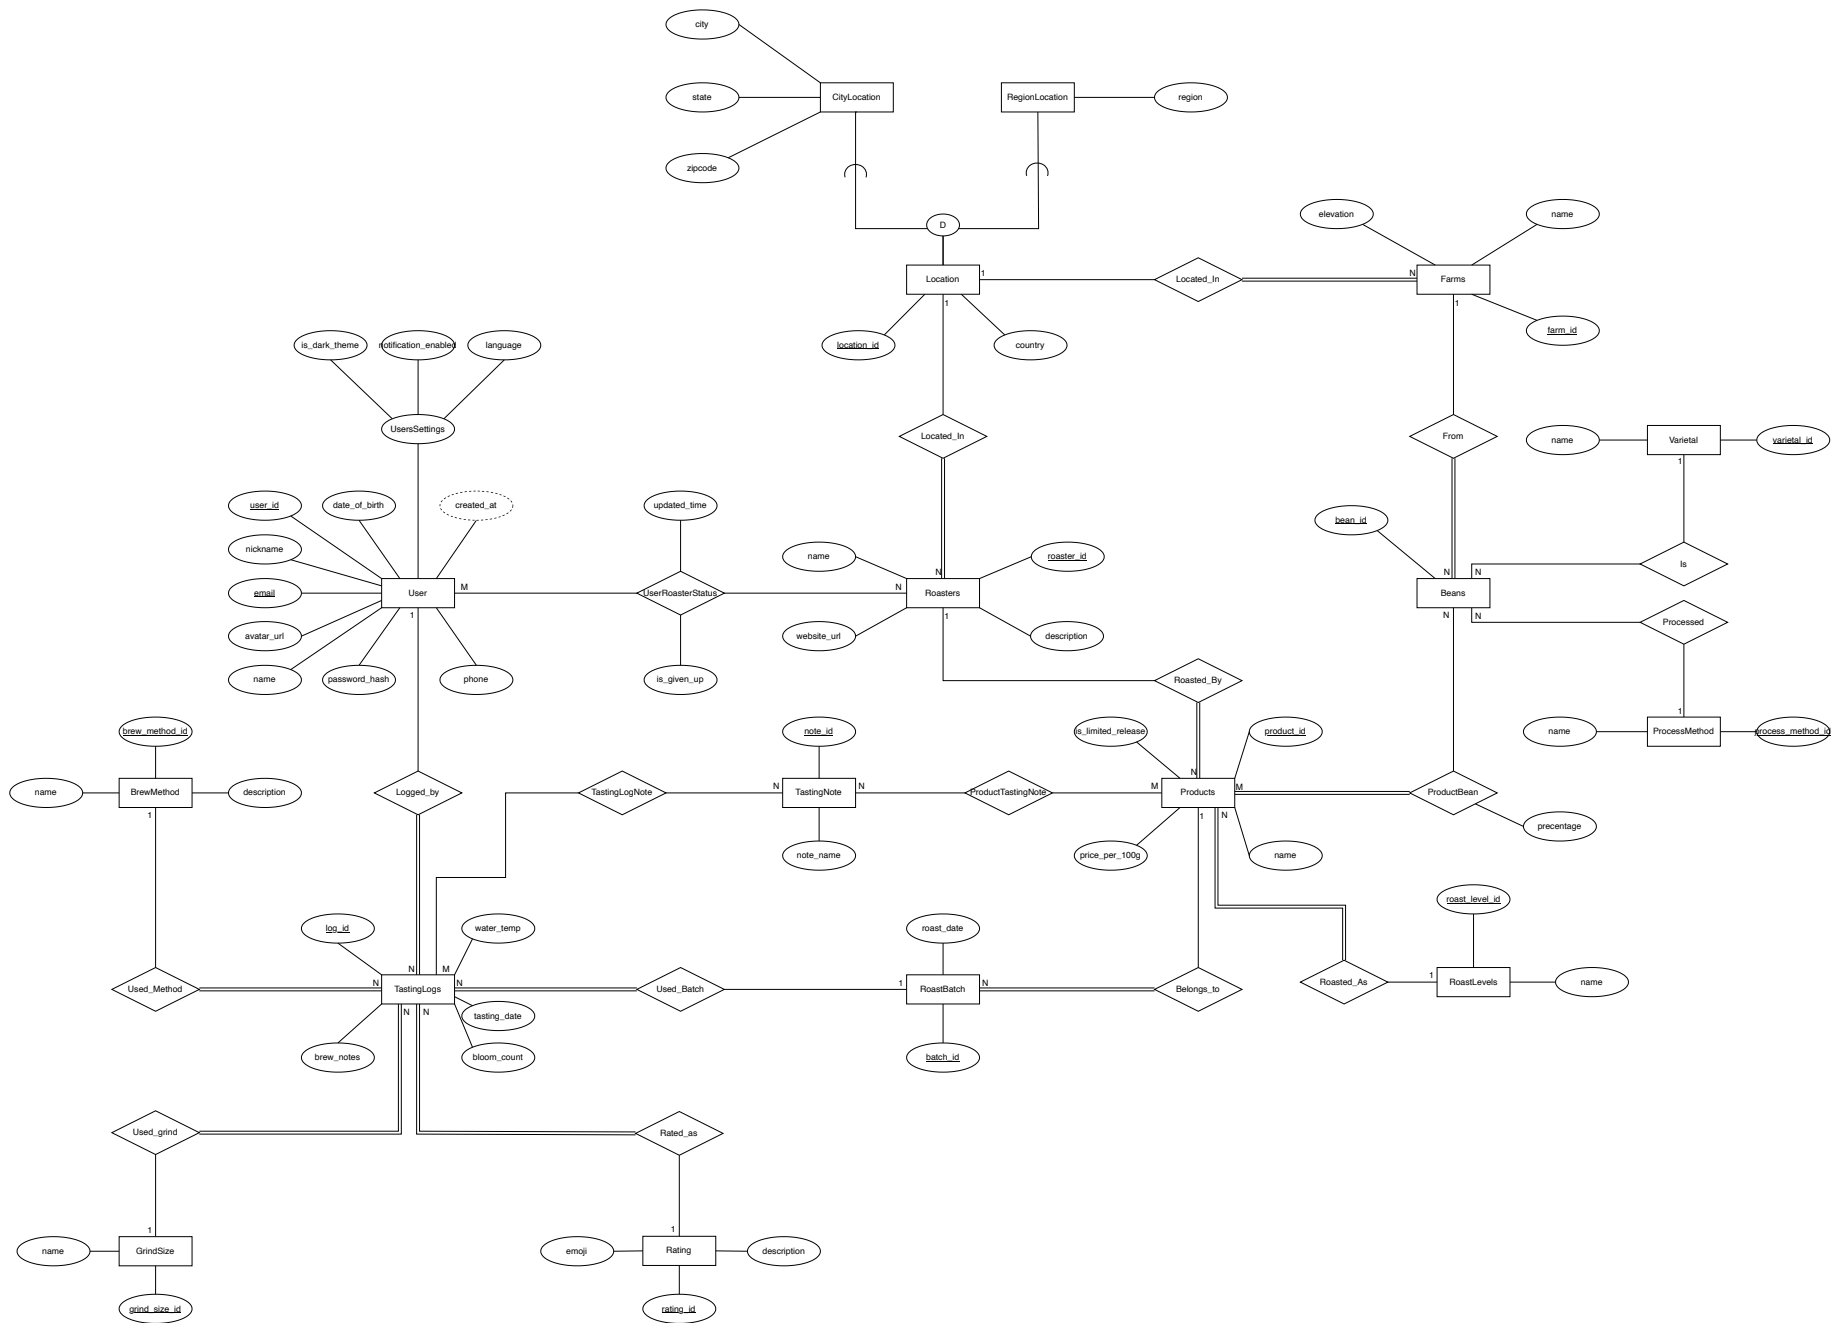 city
state
CityLocation
RegionLocation
region
zipcode
elevation
name
D
Location
1
Located_In
N
Farms
1
1
location_id
country
farm_id
is_dark_theme
notification_enabled
language
UsersSettings
Located_In
From
name
Varietal
varietal_id
1
user_id
date_of_birth
created_at
updated_time
bean_id
nickname
name
roaster_id
Is
N
N
N
email
User
M
UserRoasterStatus
N
Roasters
Beans
1
1
N
N
avatar_url
website_url
description
Processed
name
password_hash
phone
is_given_up
Roasted_By
1
brew_method_id
note_id
is_limited_release
product_id
name
ProcessMethod
process_method_id
N
name
BrewMethod
description
Logged_by
TastingLogNote
N
TastingNote
N
ProductTastingNote
M
Products
M
ProductBean
1
1
N
precentage
note_name
price_per_100g
name
roast_level_id
log_id
water_temp
roast_date
N
M
Used_Method
N
TastingLogs
N
Used_Batch
1
RoastBatch
N
Belongs_to
Roasted_As
1
RoastLevels
name
N
N
tasting_date
brew_notes
bloom_count
batch_id
Used_grind
Rated_as
1
1
name
GrindSize
emoji
Rating
description
grind_size_id
rating_id